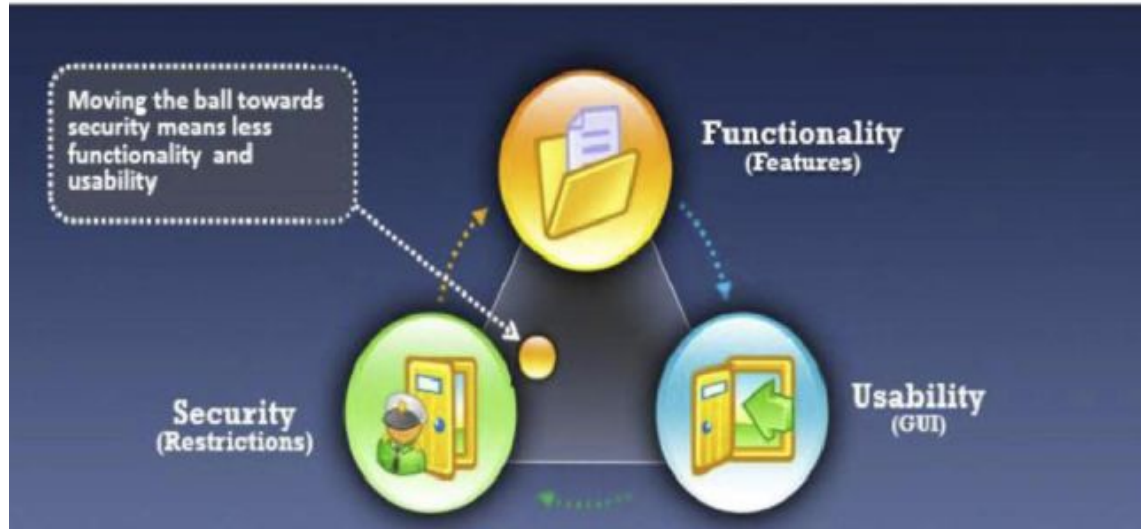 Moving the ball towards
security means less
functionality and
usability
Functionality
(Features)
Security
(Restrictions)
Usability
(GUI)